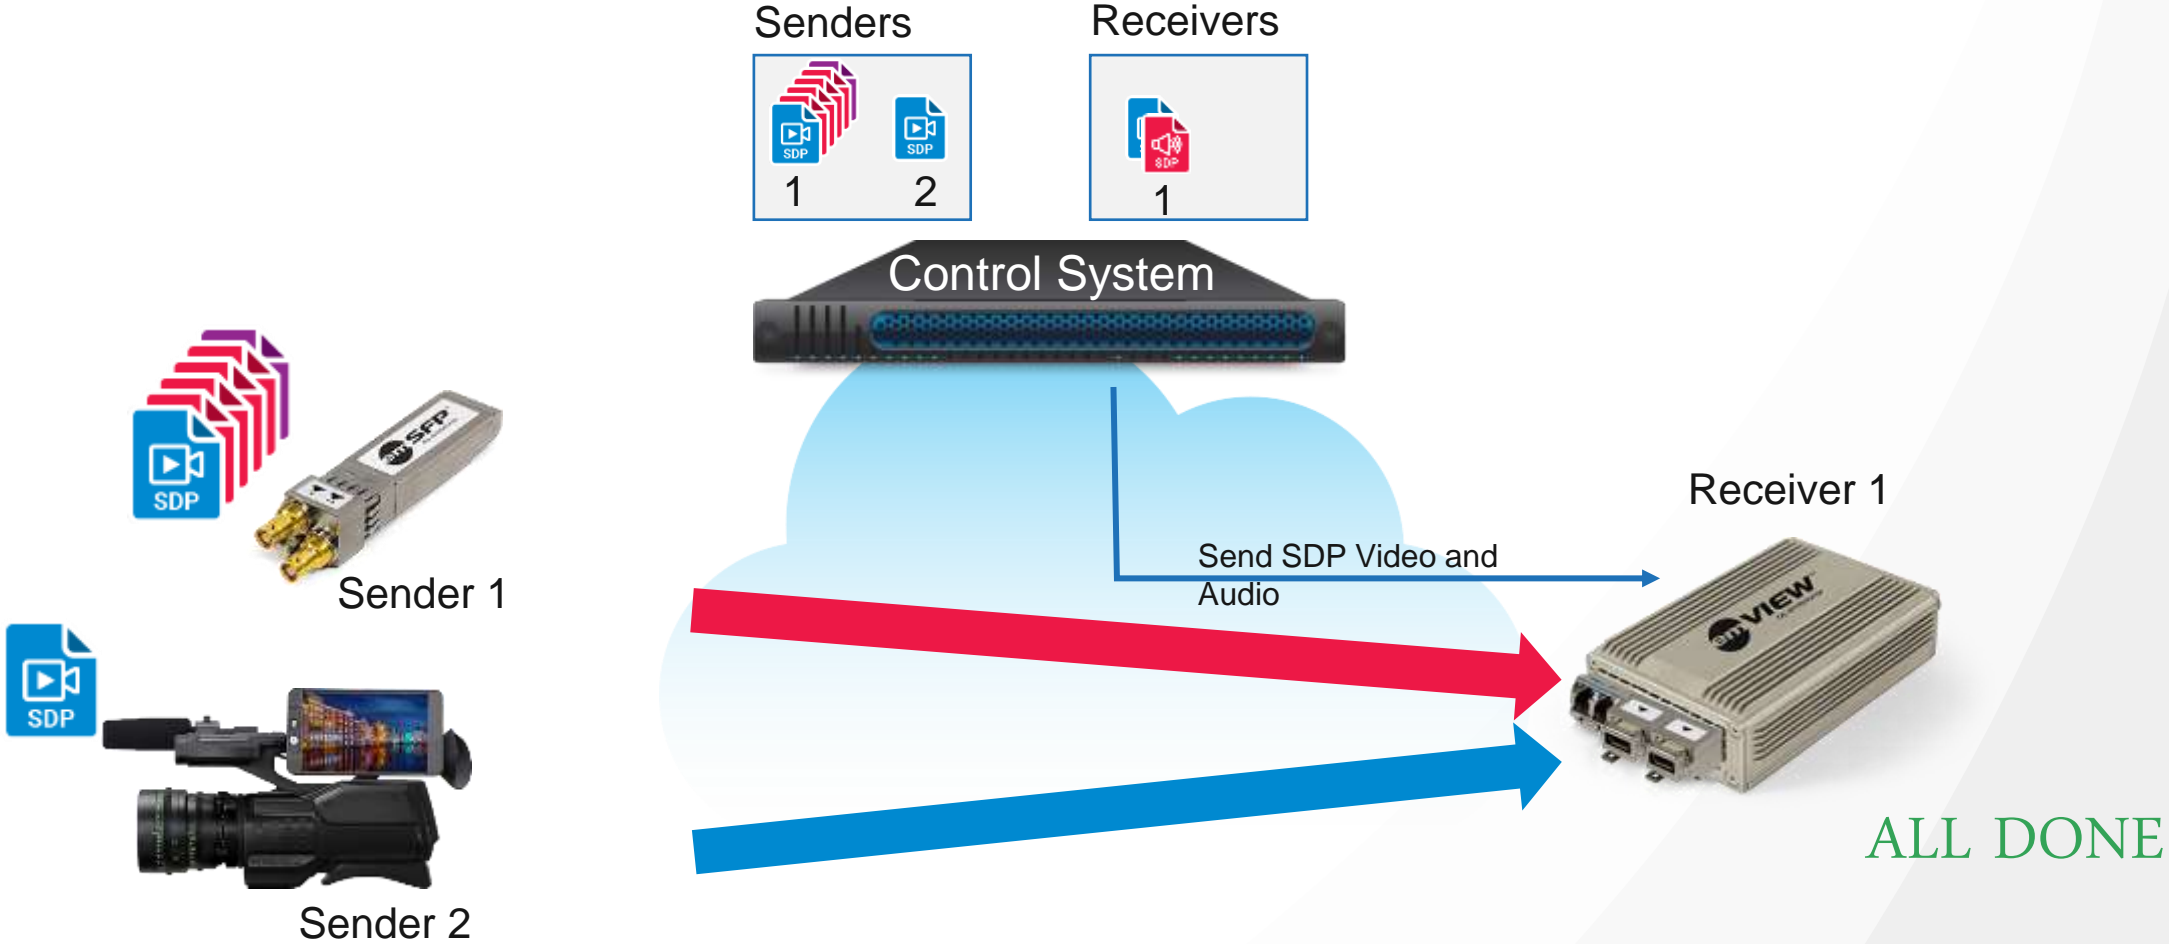 Senders
Receivers
SDP
SDP
SDP
1
2
1
Control System
SDP
SFP
Sender 1
Receiver 1
Send SDP Video and
Audio
em VIEW
SDP
ALL DONE
Sender 2